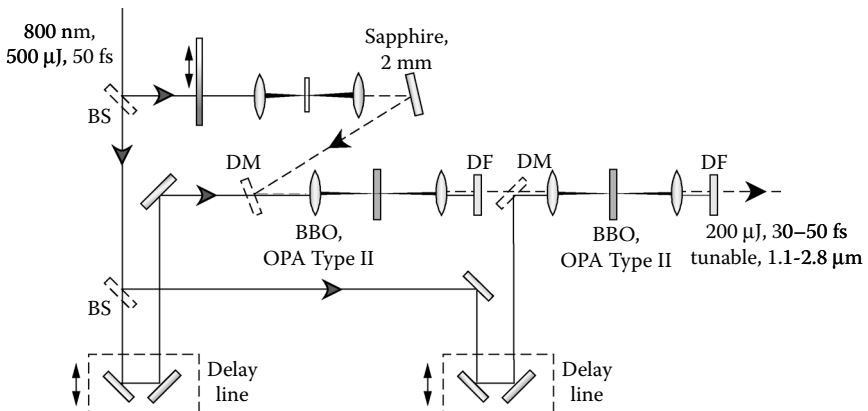 800 nm,
500 μJ, 50 fs
BS
Sapphire,
2 mm
DM
DF
DM
DF
BBO,
OPA Type II
BBO,
OPA Type II
200 μJ, 30–50 fs
tunable, 1.1-2.8 μm
BS
Delay
line
Delay
line